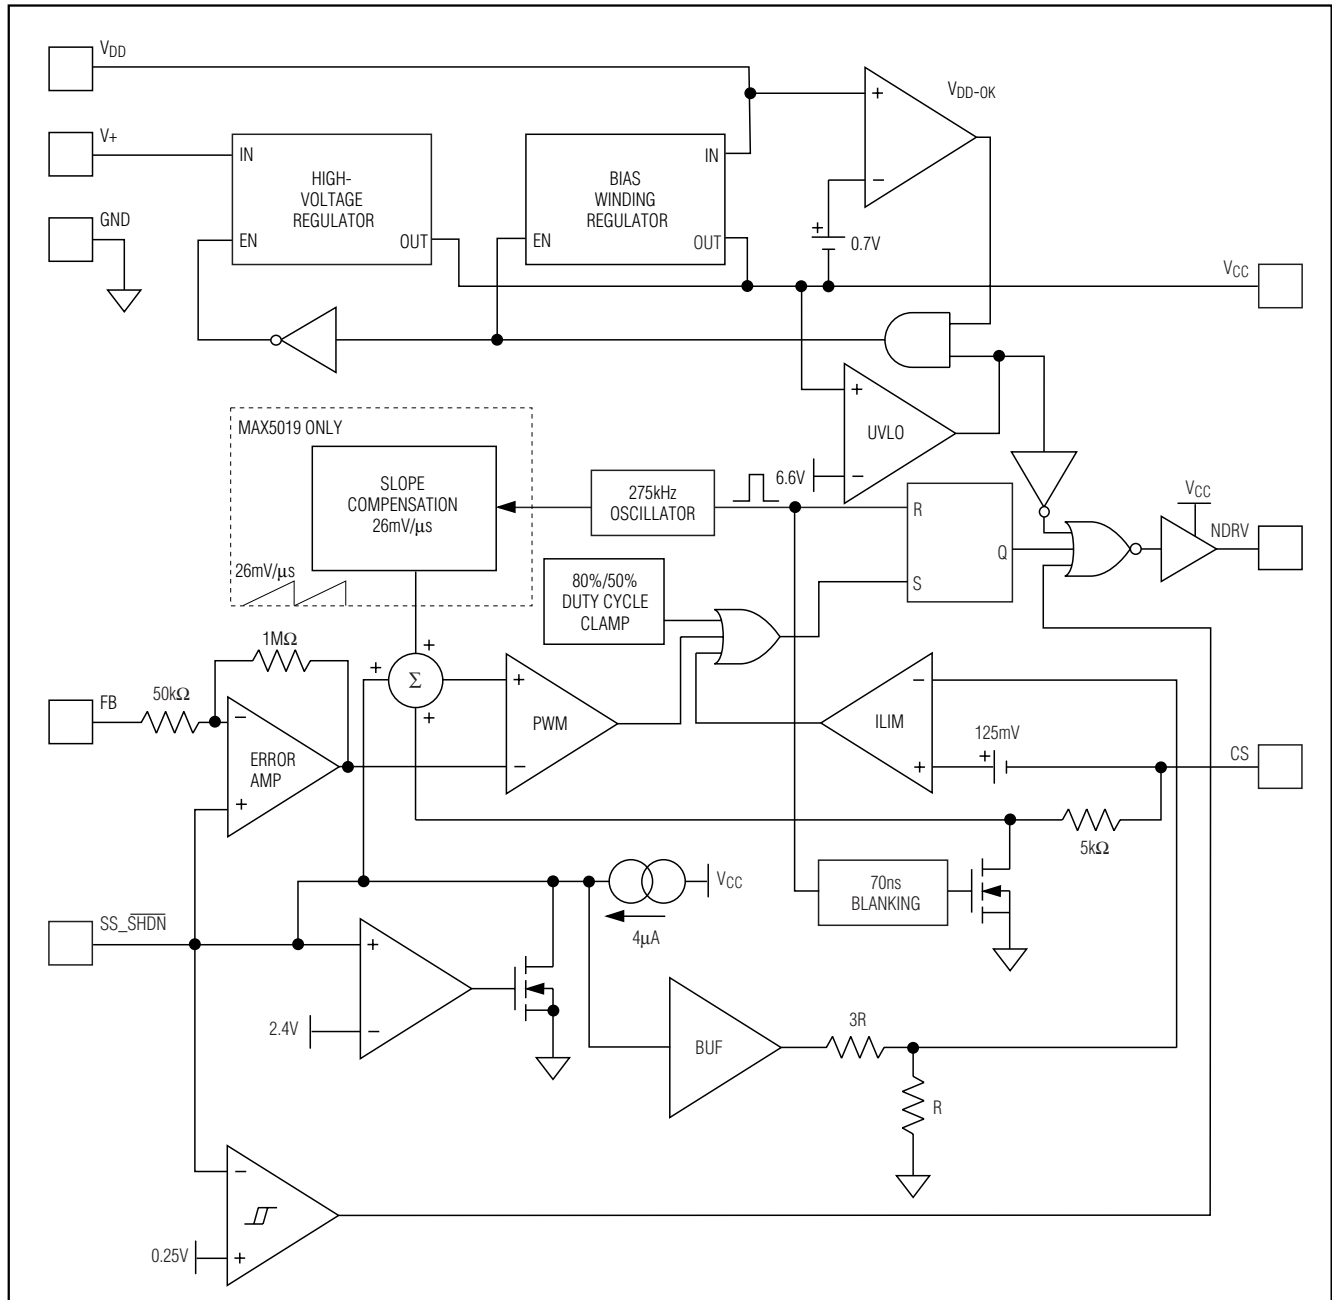 VDD
V+
GND
IN
HIGH-
VOLTAGE
REGULATOR
EN
OUT
IN
BIAS
WINDING
REGULATOR
EN
OUT
+
VDD-OK
−
+
0.7V
VCC
MAX5019 ONLY
SLOPE
COMPENSATION
26mV/μs
26mV/μs
275kHz
OSCILLATOR
+
UVLO
6.6V
−
R
Q
S
VCC
NDRV
80%/50%
DUTY CYCLE
CLAMP
1MΩ
+
+
Σ
+
FB
50kΩ
−
ERROR
AMP
+
+
PWM
−
−
ILIM
+
125mV
+
CS
5kΩ
70ns
BLANKING
VCC
4μA
SS_S̅H̅D̅N̅
+
2.4V
−
BUF
3R
R
−
0.25V
+